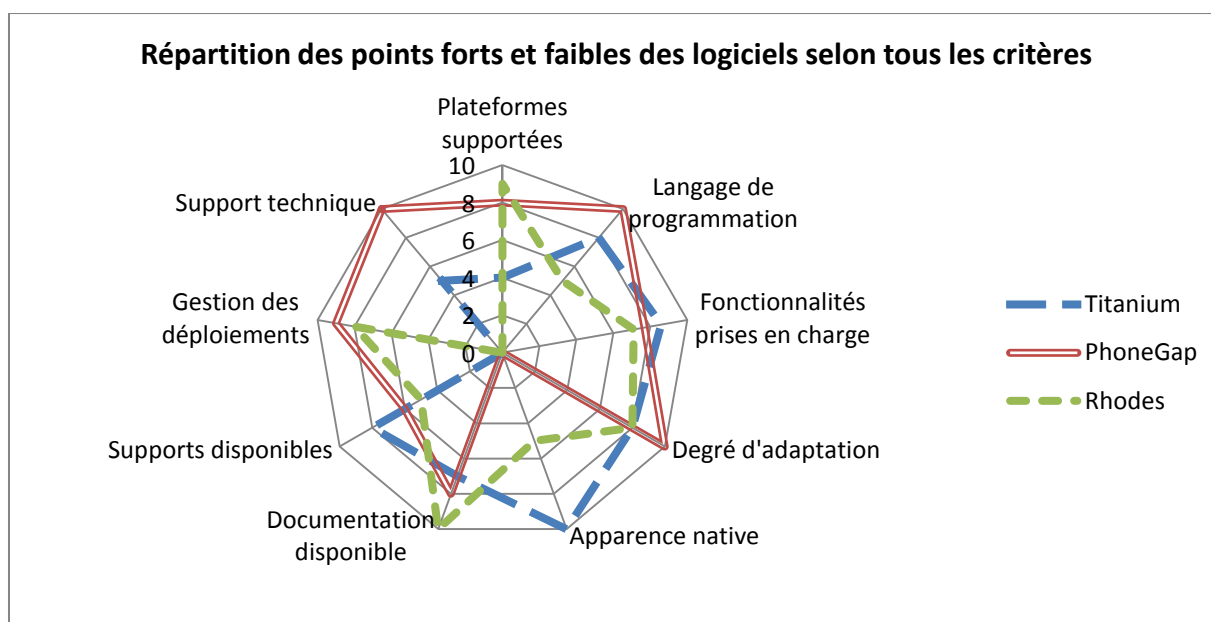 Répartition des points forts et faibles des logiciels selon tous les critères
Plateformes
supportées
10
8
6
4
2
0
Langage de
programmation
Fonctionnalités
prises en charge
Degré d'adaptation
Apparence native
Documentation
disponible
Supports disponibles
Gestion des
déploiements
Support technique
Titanium
PhoneGap
Rhodes